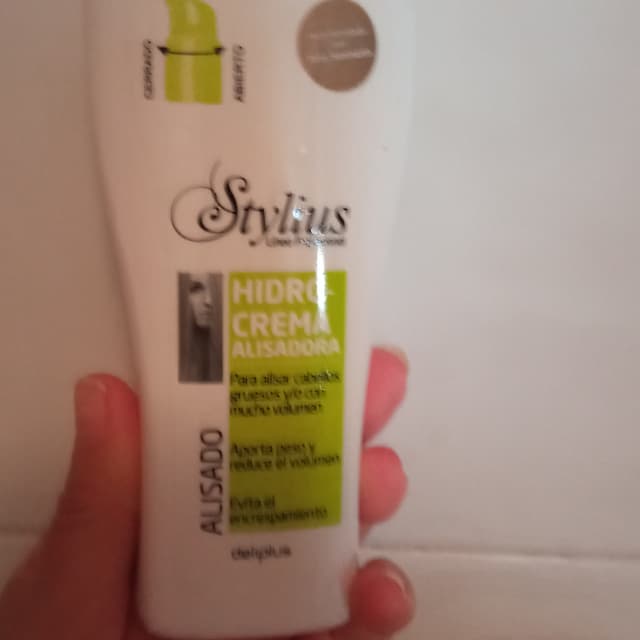 CERRADO
ABIERTO
Stylius
HIDRO-
CREMA
ALISADORA
Para alisar cabellos
gruesos y/o con
mucho volumen
Aporta peso y
reduce el volumen
Evita el
encrespamiento
ALISADO
deliplus